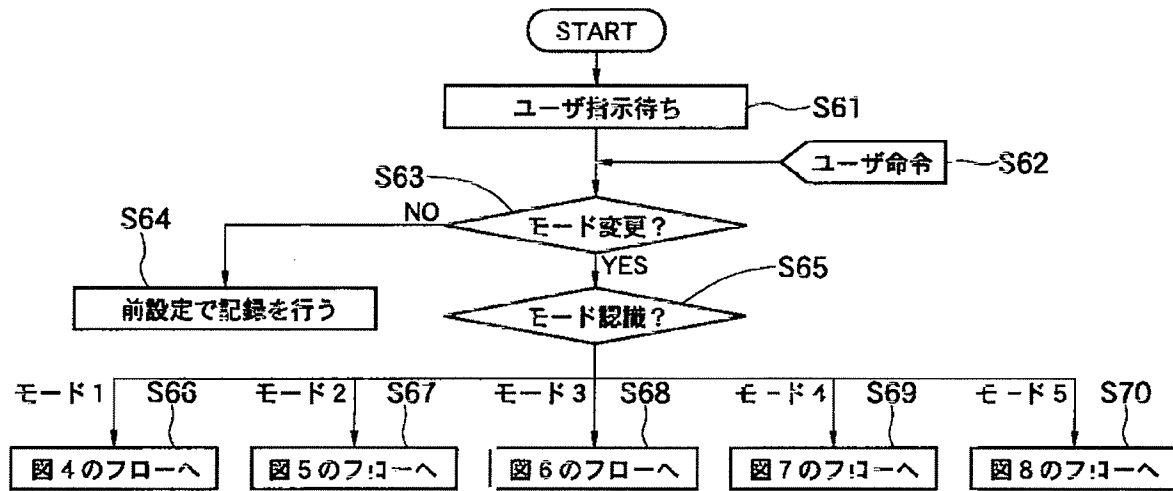 START
ユーザ指示待ち
S61
ユーザ命令
S62
S63
NO
モード変更?
S64
YES
S65
前設定で記録を行う
モード認識?
モード1
S66
モード2
S67
モード3
S68
モード4
S69
モード5
S70
図4のフローへ
図5のフローへ
図6のフローへ
図7のフローへ
図8のフローへ